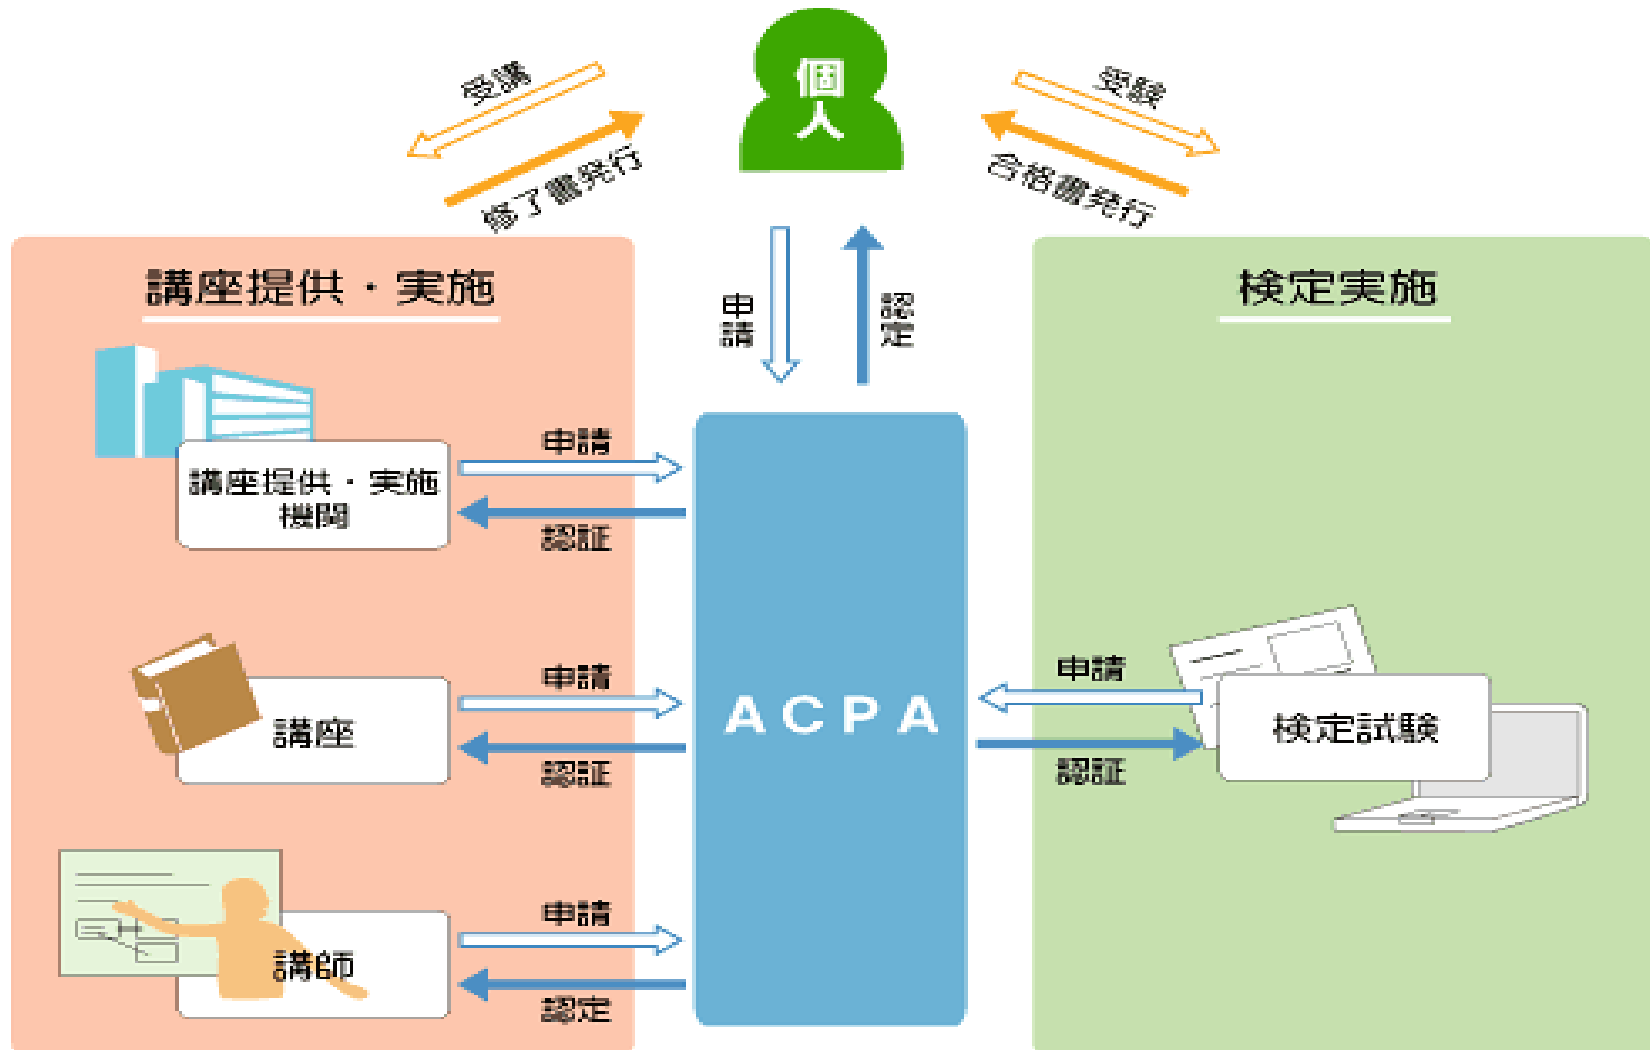 個
人
受講
修了書発行
受験
合格書発行
申請
認定
講座提供・実施
講座提供・実施
機関
申請
認証
講座
申請
認証
講師
申請
認定
ACPA
検定実施
申請
認証
検定試験